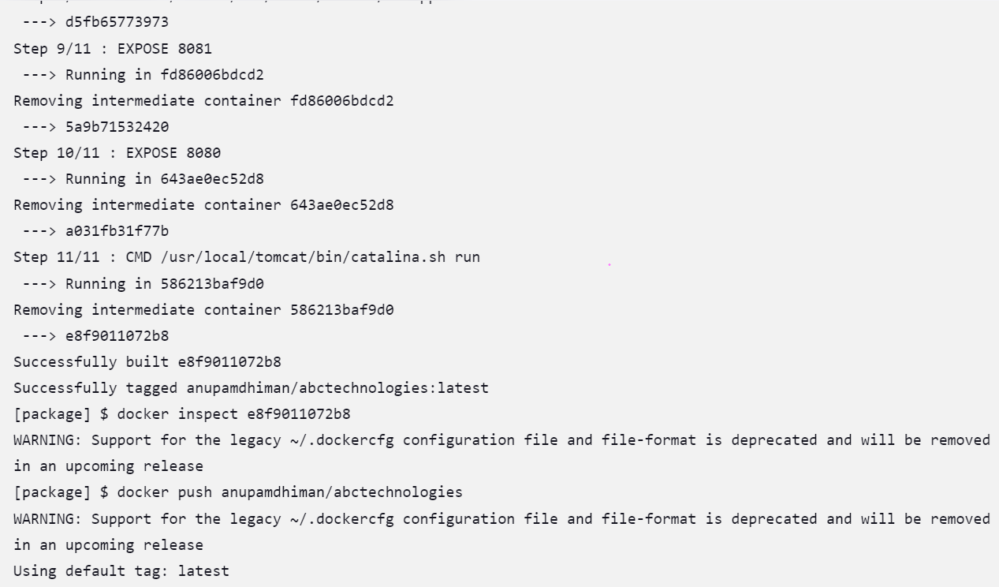 ---> d5fb65773973
Step 9/11 : EXPOSE 8081
---> Running in fd86006bdcd2
Removing intermediate container fd86006bdcd2
---> 5a9b71532420
Step 10/11 : EXPOSE 8080
---> Running in 643ae0ec52d8
Removing intermediate container 643ae0ec52d8
---> a031fb31f77b
Step 11/11 : CMD /usr/local/tomcat/bin/catalina.sh run
---> Running in 586213baf9d0
Removing intermediate container 586213baf9d0
---> e8f9011072b8
Successfully built e8f9011072b8
Successfully tagged anupamdhiman/abctechnologies:latest
[package] $ docker inspect e8f9011072b8
WARNING: Support for the legacy ~/.dockercfg configuration file and file-format is deprecated and will be removed
in an upcoming release
[package] $ docker push anupamdhiman/abctechnologies
WARNING: Support for the legacy ~/.dockercfg configuration file and file-format is deprecated and will be removed
in an upcoming release
Using default tag: latest